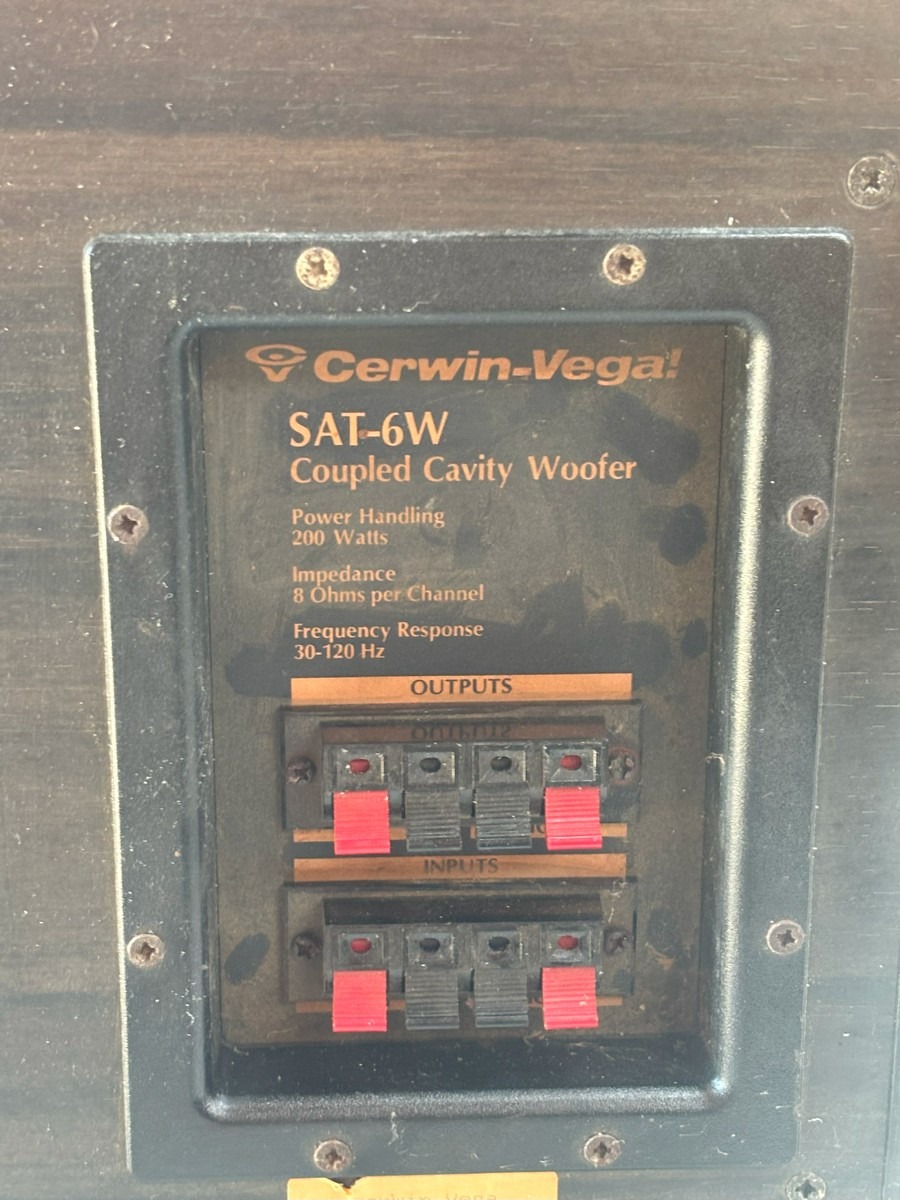 Cerwin-Vega!
SAT-6W
Coupled Cavity Woofer
Power Handling
200 Watts
Impedance
8 Ohms per Channel
Frequency Response
30-120 Hz
OUTPUTS
INPUTS
Vega